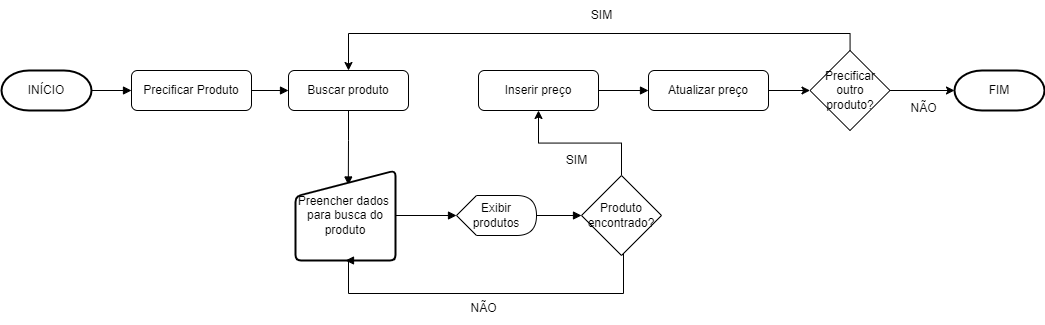 SIM
INÍCIO
Precificar Produto
Buscar produto
Inserir preço
Atualizar preço
Precificar
outro
produto?
NÃO
FIM
SIM
Preencher dados
para busca do
produto
Exibir
produtos
Produto
encontrado?
NÃO